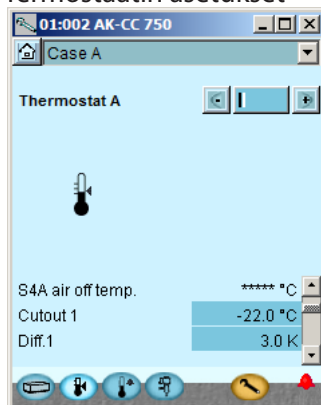 Termostaatin asetukset
01:002 AK-CC 750
Case A
Thermostat A
S4A air off temp. ***** °C
Cutout 1 -22.0 °C
Diff.1 3.0 K